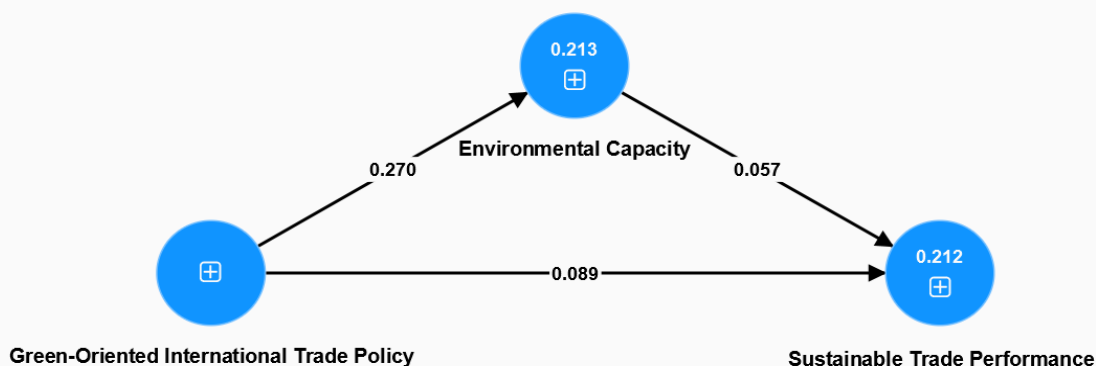 0.213
Environmental Capacity
0.270
0.057
0.212
0.089
Green-Oriented International Trade Policy
Sustainable Trade Performance